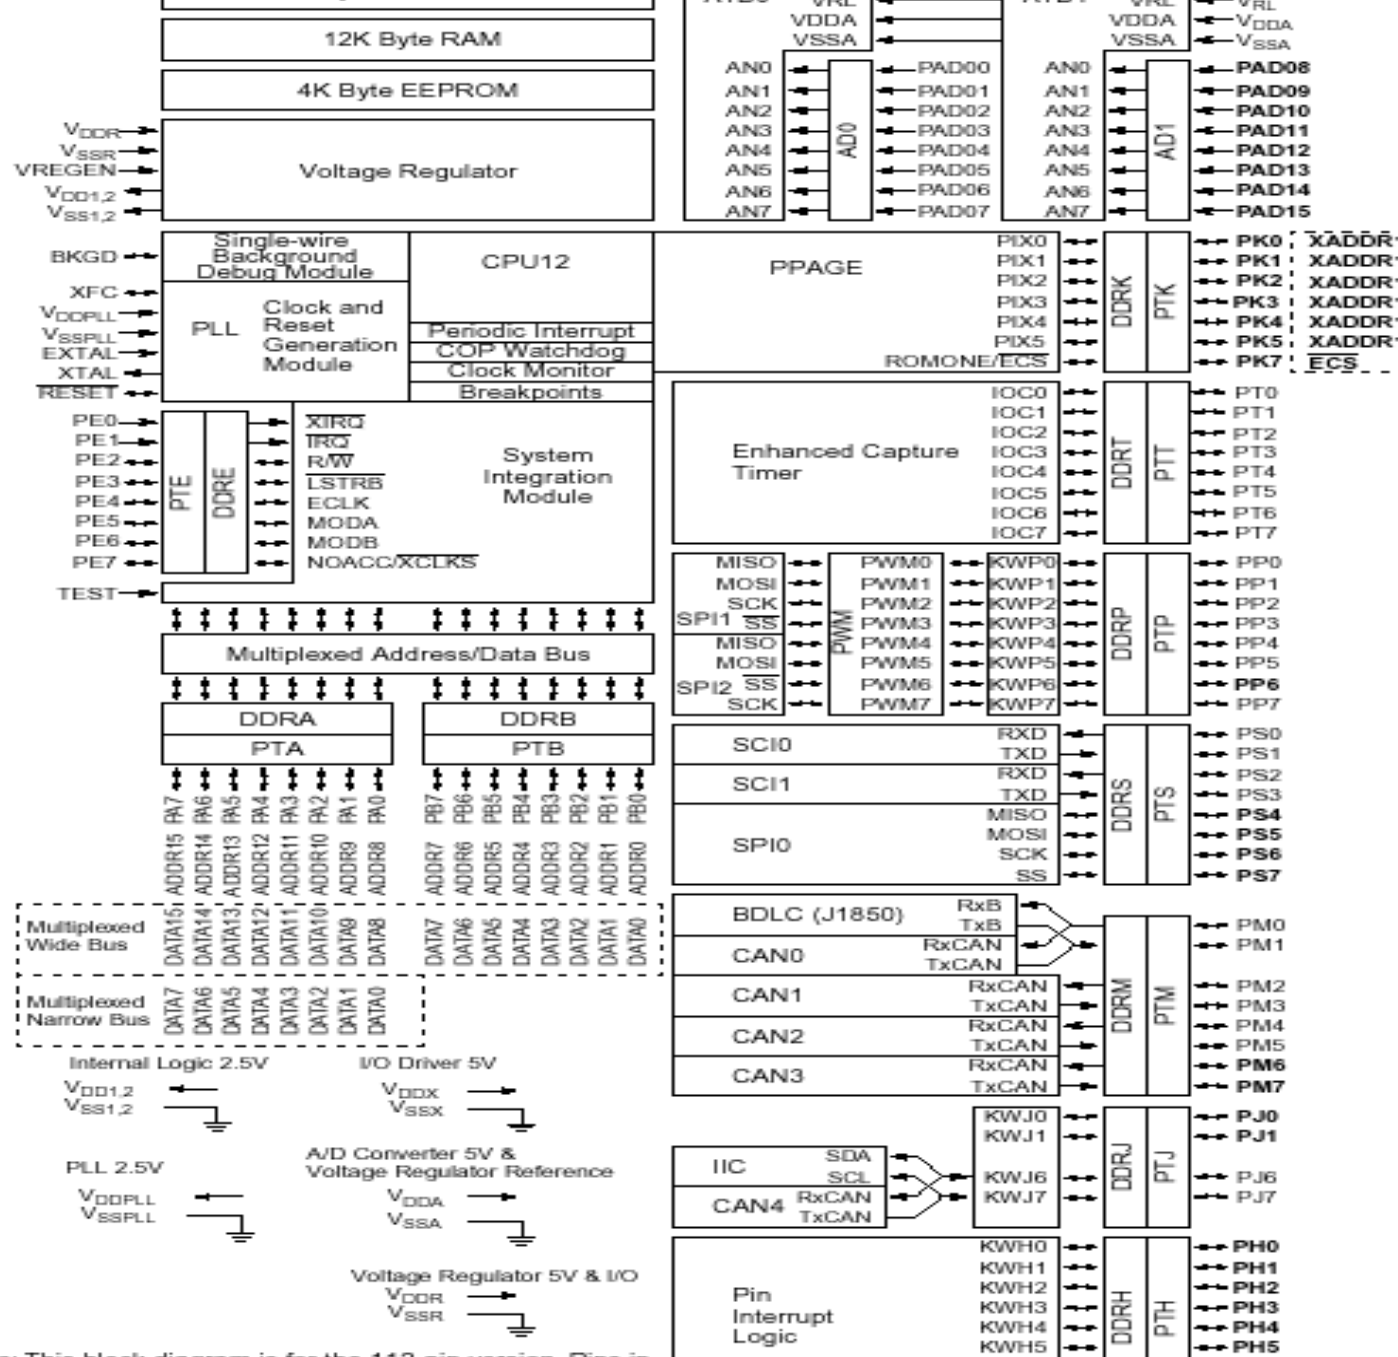 12K Byte RAM
4K Byte EEPROM
VDDR
VSSR
VREGEN
VDD1,2
VSS1,2
Voltage Regulator
VRL
VDDA
VSSA
AN0
AN1
AN2
AN3
AN4
AN5
AN6
AN7
AD0
PAD00
PAD01
PAD02
PAD03
PAD04
PAD05
PAD06
PAD07
VRL
VDDA
VSSA
AN0
AN1
AN2
AN3
AN4
AN5
AN6
AN7
AD1
VRL
VDDA
VSSA
PAD08
PAD09
PAD10
PAD11
PAD12
PAD13
PAD14
PAD15
BKGD
XFC
VDDPLL
VSSPLL
EXTAL
XTAL
RESET
Single-wire
Background
Debug Module
PLL
Clock and
Reset
Generation
Module
CPU12
Periodic Interrupt
COP Watchdog
Clock Monitor
Breakpoints
PPAGE
PIX0
PIX1
PIX2
PIX3
PIX4
PIX5
ROMONE/ECS
DDRK
PTK
PK0
PK1
PK2
PK3
PK4
PK5
PK7
XADDR
XADDR
XADDR
XADDR
XADDR
XADDR
ECS
PE0
PE1
PE2
PE3
PE4
PE5
PE6
PE7
TEST
PTE
DDRE
XIRQ
IRQ
R/W
LSTRB
ECLK
MODA
MODB
NOACC/XCLKS
System
Integration
Module
Enhanced Capture
Timer
IOC0
IOC1
IOC2
IOC3
IOC4
IOC5
IOC6
IOC7
DDRT
PTT
PT0
PT1
PT2
PT3
PT4
PT5
PT6
PT7
SPI1
MISO
MOSI
SCK
SS
SPI2
MISO
MOSI
SS
SCK
PWM
PWM0
PWM1
PWM2
PWM3
PWM4
PWM5
PWM6
PWM7
KWP0
KWP1
KWP2
KWP3
KWP4
KWP5
KWP6
KWP7
DDRP
PTP
PP0
PP1
PP2
PP3
PP4
PP5
PP6
PP7
Multiplexed Address/Data Bus
DDRA
PTA
DDRB
PTB
PA7
PA6
PA5
PA4
PA3
PA2
PA1
PA0
PB7
PB6
PB5
PB4
PB3
PB2
PB1
PB0
ADDR15
ADDR14
ADDR13
ADDR12
ADDR11
ADDR10
ADDR9
ADDR8
ADDR7
ADDR6
ADDR5
ADDR4
ADDR3
ADDR2
ADDR1
ADDR0
Multiplexed
Wide Bus
DATA15
DATA14
DATA13
DATA12
DATA11
DATA10
DATA9
DATA8
DATA7
DATA6
DATA5
DATA4
DATA3
DATA2
DATA1
DATA0
Multiplexed
Narrow Bus
DATA7
DATA6
DATA5
DATA4
DATA3
DATA2
DATA1
DATA0
SCI0
RXD
TXD
SCI1
RXD
TXD
SPI0
MISO
MOSI
SCK
SS
DDRS
PTS
PS0
PS1
PS2
PS3
PS4
PS5
PS6
PS7
BDLC (J1850)
RxB
TxB
CAN0
RxCAN
TxCAN
CAN1
RxCAN
TxCAN
CAN2
RxCAN
TxCAN
CAN3
RxCAN
TxCAN
DDRM
PTM
PM0
PM1
PM2
PM3
PM4
PM5
PM6
PM7
Internal Logic 2.5V
VDD1,2
VSS1,2
I/O Driver 5V
VDDX
VSSX
PLL 2.5V
VDDPLL
VSSPLL
A/D Converter 5V &
Voltage Regulator Reference
VDDA
VSSA
Voltage Regulator 5V & I/O
VDDR
VSSR
IIC
SDA
SCL
CAN4
RxCAN
TxCAN
KWJ0
KWJ1
KWJ6
KWJ7
DDRJ
PTJ
PJ0
PJ1
PJ6
PJ7
Pin
Interrupt
Logic
KWH0
KWH1
KWH2
KWH3
KWH4
KWH5
DDRH
PTH
PH0
PH1
PH2
PH3
PH4
PH5
This block diagram is for the 112 pin version. Pins in